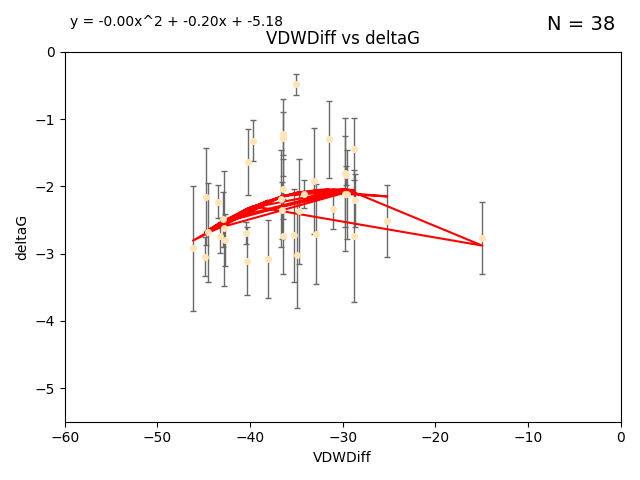 y = -0.00x^2 + -0.20x + -5.18
N = 38
VDWDiff vs deltaG
0
−1
−2
−3
−4
−5
deltaG
−60
−50
−40
−30
−20
−10
0
VDWDiff